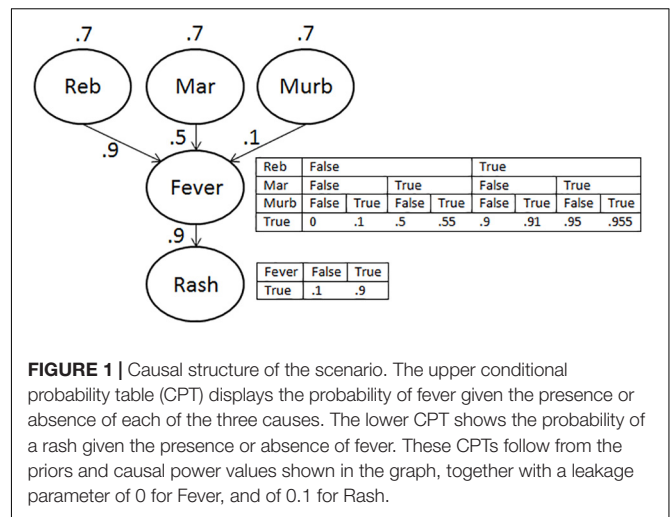 .7 .7 .7
Reb Mar Murb
.9 .5 .1
Fever
Reb False True
Mar False True False True
Murb False True False True False True False True
True 0 .1 .5 .55 .9 .91 .95 .955
.9
Rash
Fever False True
True .1 .9
FIGURE 1 | Causal structure of the scenario. The upper conditional
probability table (CPT) displays the probability of fever given the presence or
absence of each of the three causes. The lower CPT shows the probability of
a rash given the presence or absence of fever. These CPTs follow from the
priors and causal power values shown in the graph, together with a leakage
parameter of 0 for Fever, and of 0.1 for Rash.